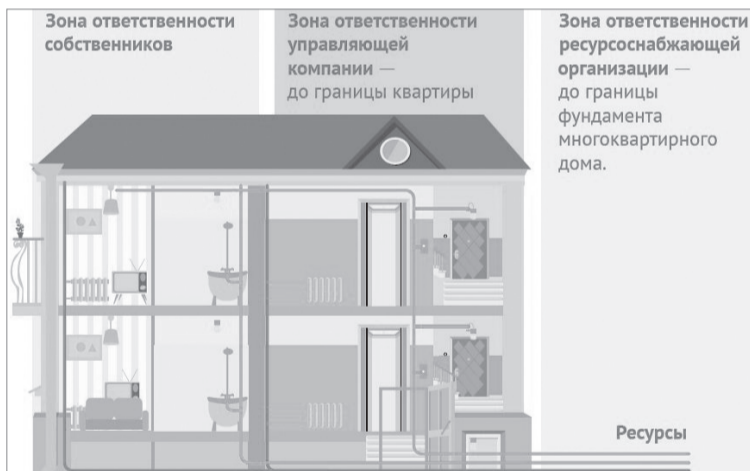 Зона ответственности
собственников
Зона ответственности
управляющей
компании —
до границы квартиры
Зона ответственности
ресурсоснабжающей
организации —
до границы
фундамента
многоквартирного
дома.
Ресурсы